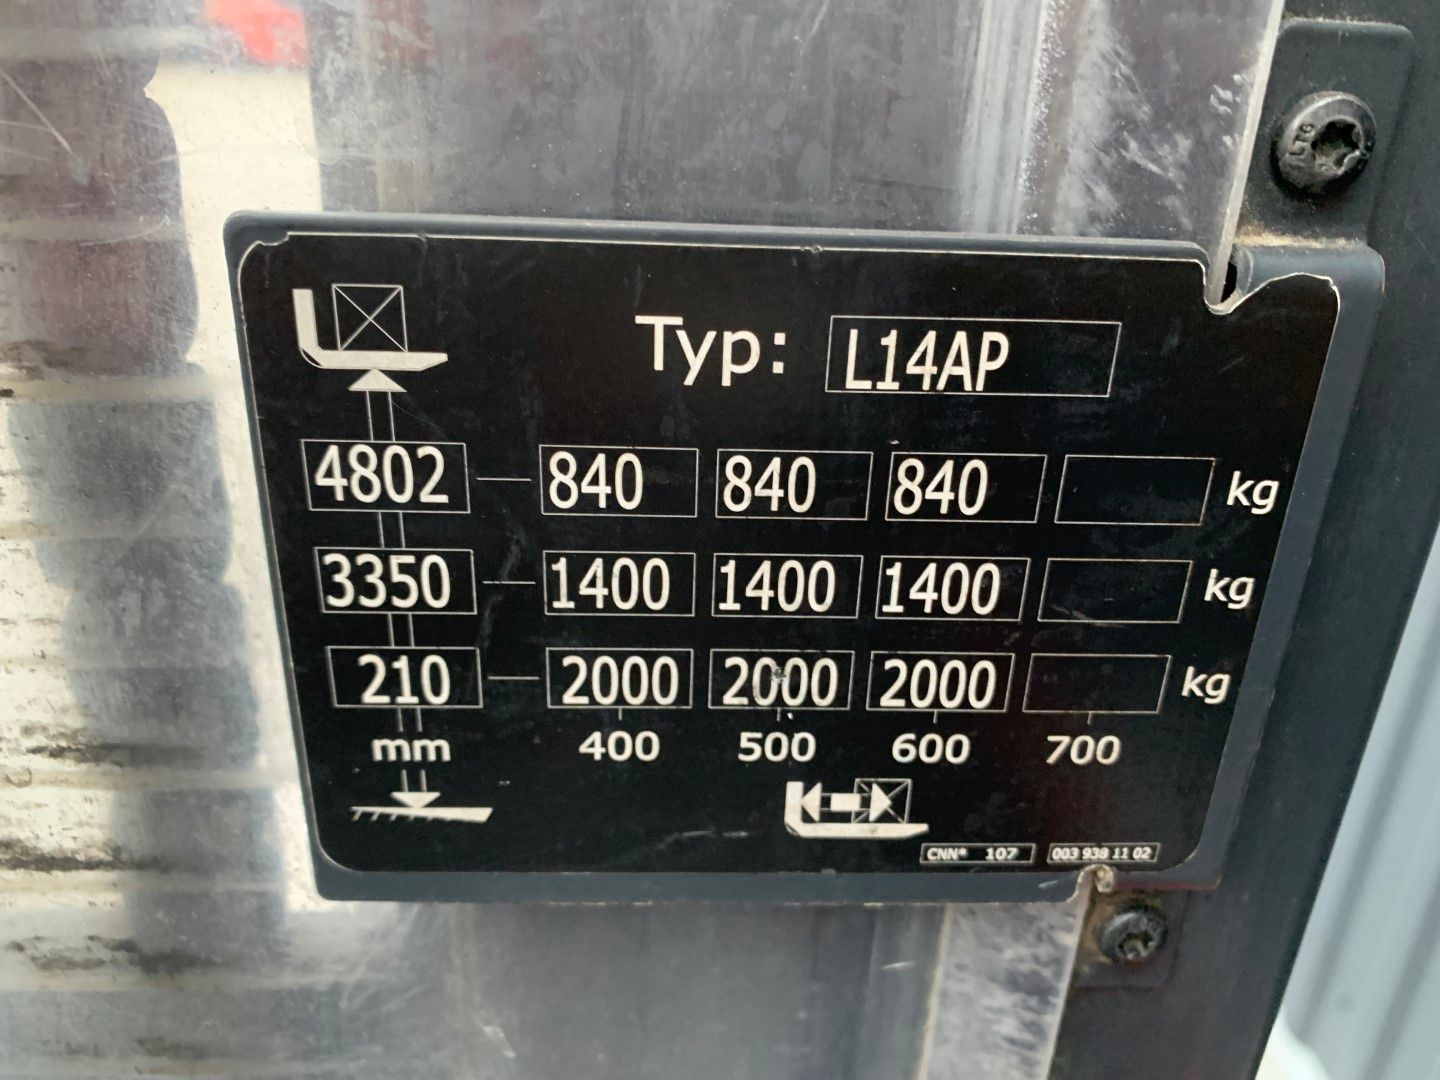 Typ: L14AP
4802 840 840 840 kg
3350 1400 1400 1400 kg
210 2000 2000 2000 kg
mm 400 500 600 700
CNN* 107 003 938 11 02